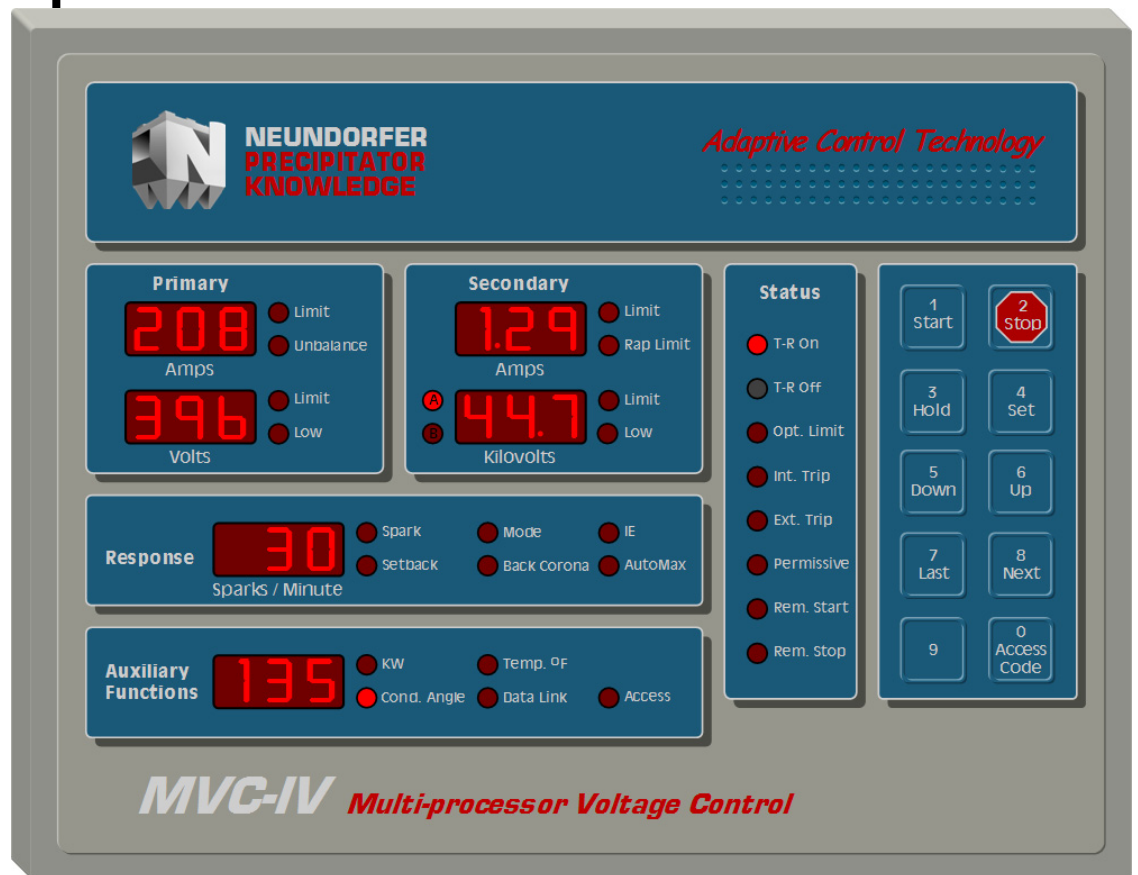 NEUNDORFER
PRECIPITATOR
KNOWLEDGE
Adaptive Control Technology
Primary
208
Limit
Unbalance
Amps
396
Limit
Low
Volts
Secondary
1.29
Limit
Rap Limit
Amps
A
B
44.7
Limit
Low
Kilovolts
Response
30
Sparks / Minute
Spark
Mode
IE
Setback
Back Corona
AutoMax
Auxiliary
Functions
135
KW
Temp. ºF
Cond. Angle
Data Link
Access
Status
T-R On
T-R Off
Opt. Limit
Int. Trip
Ext. Trip
Permissive
Rem. Start
Rem. Stop
1
Start
2
Stop
3
Hold
4
Set
5
Down
6
Up
7
Last
8
Next
9
0
Access
Code
MVC-IV Multi-processor Voltage Control